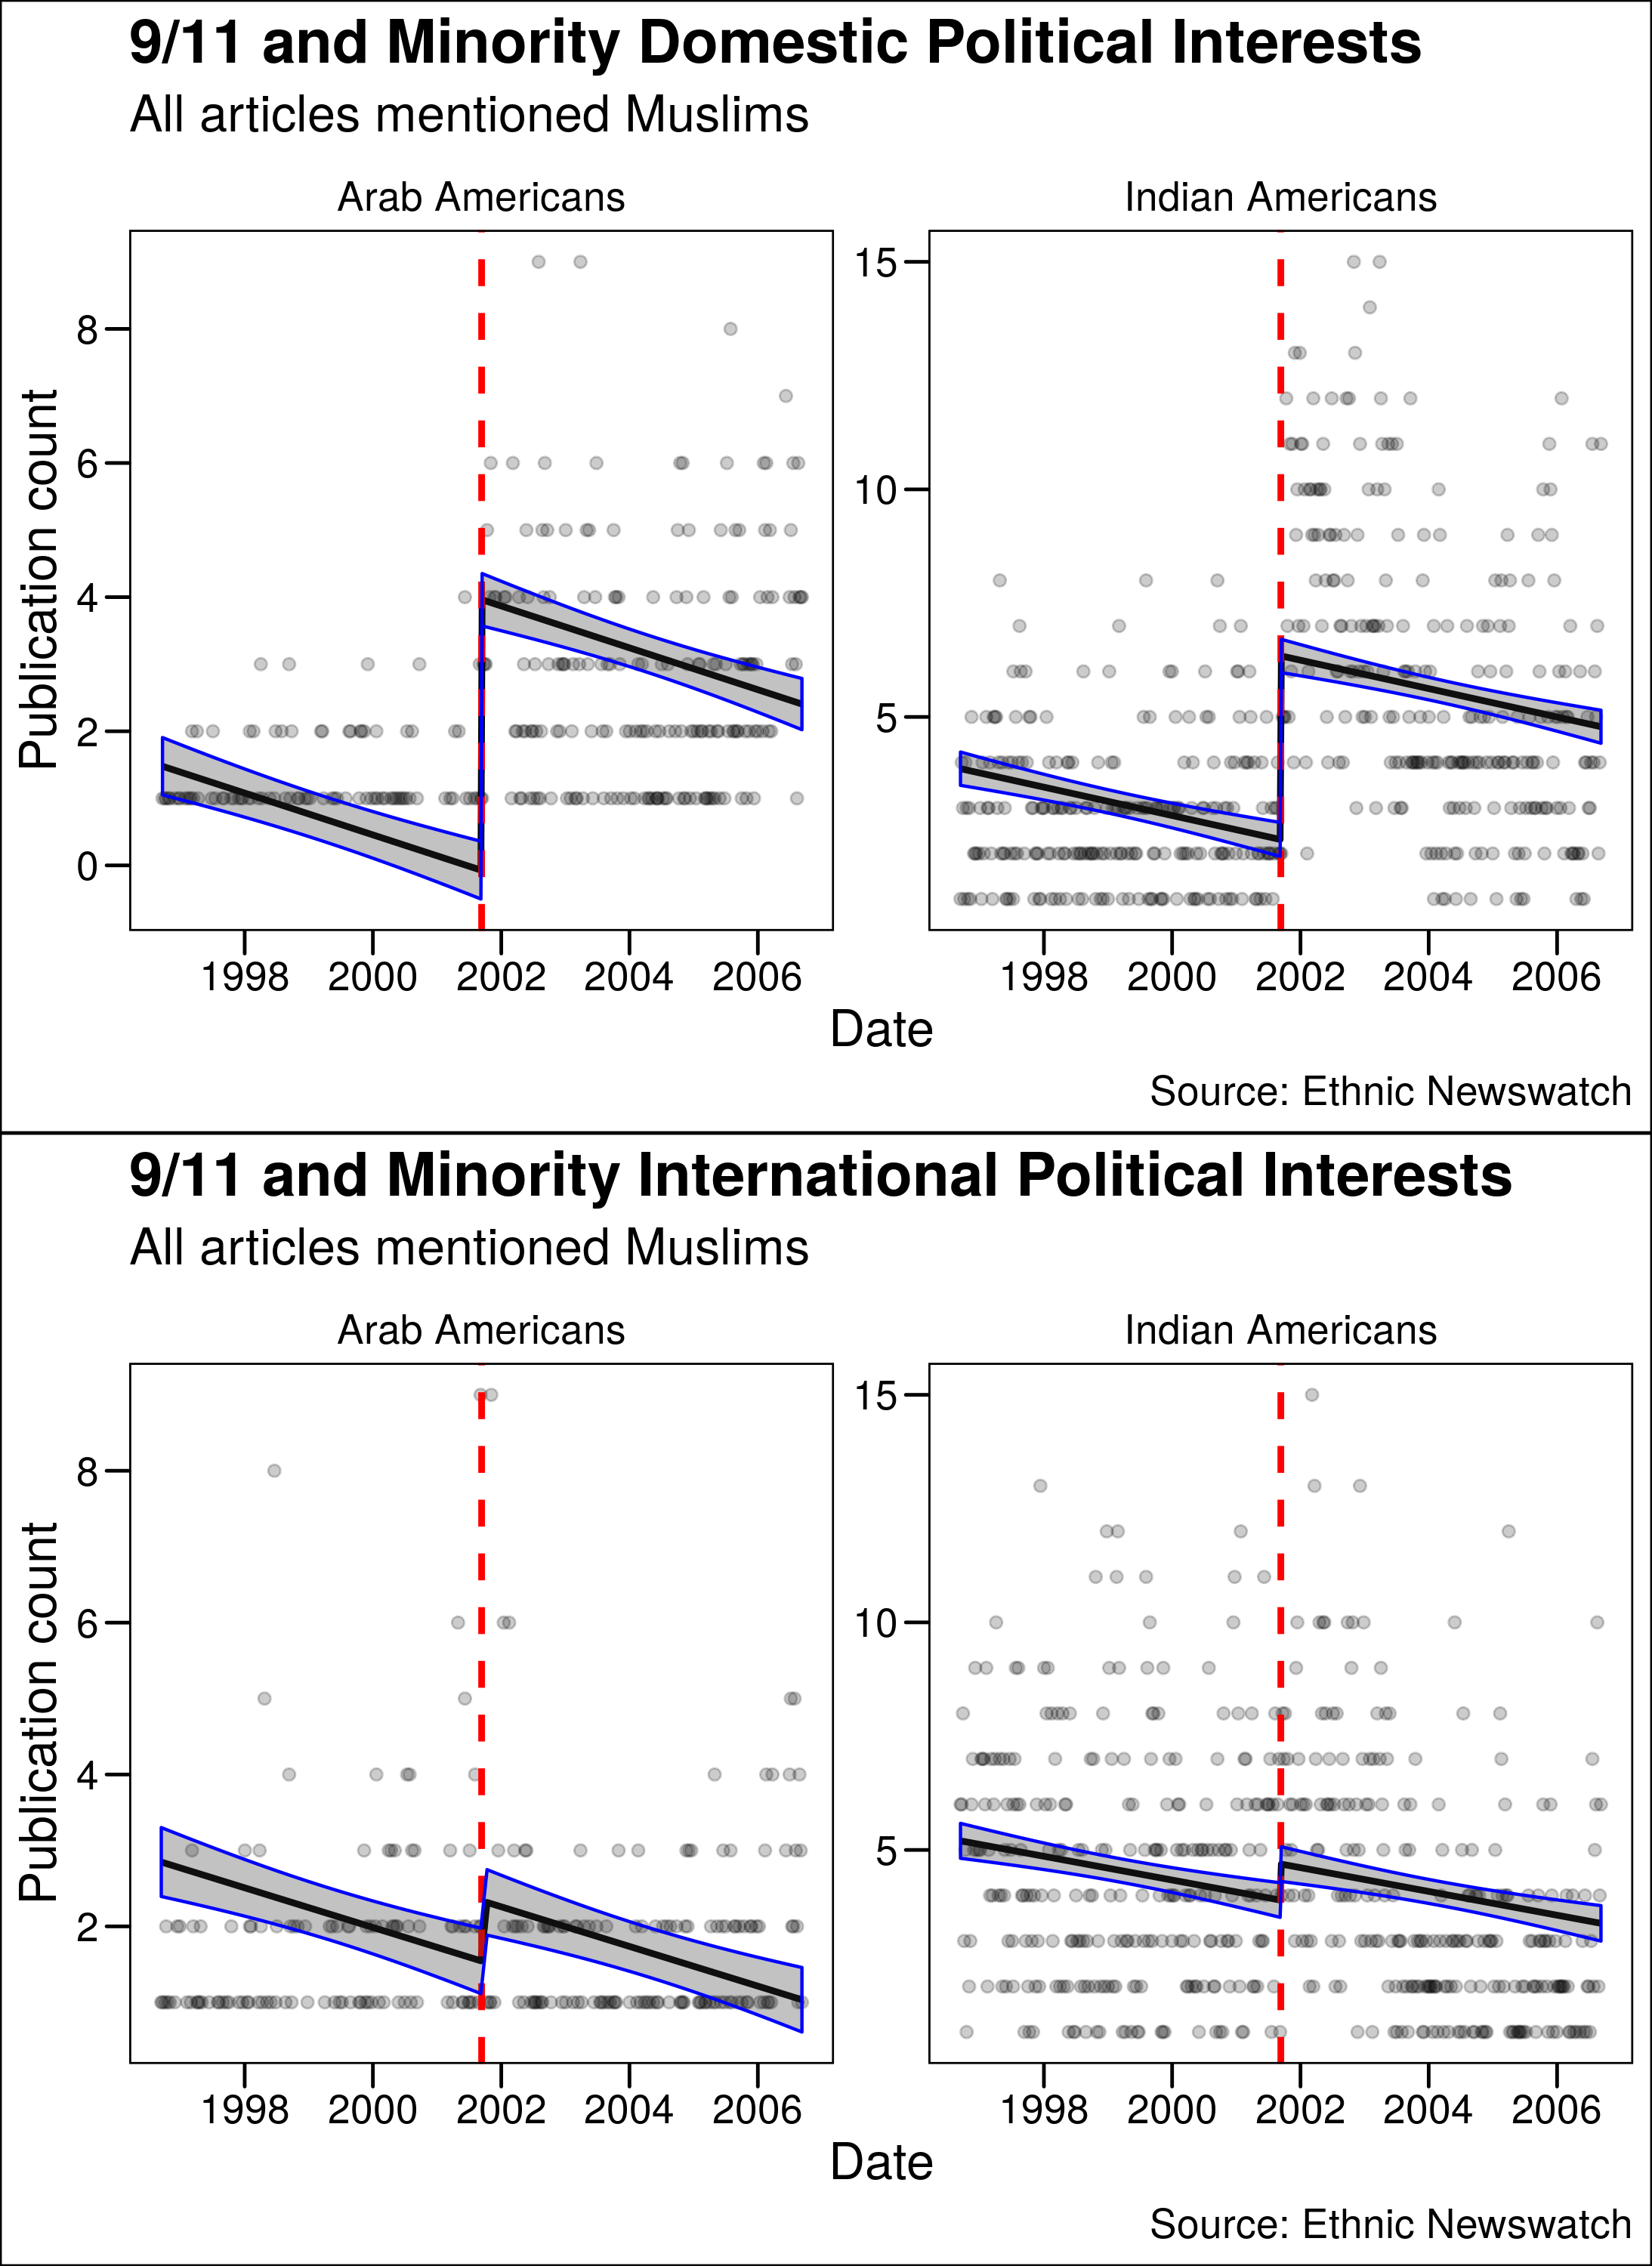 9/11 and Minority Domestic Political Interests
All articles mentioned Muslims
Arab Americans
Indian Americans
Publication count
8
6
4
2
0
15
10
5
1998 2000 2002 2004 2006
1998 2000 2002 2004 2006
Date
Source: Ethnic Newswatch
9/11 and Minority International Political Interests
All articles mentioned Muslims
Arab Americans
Indian Americans
Publication count
8
6
4
2
15
10
5
1998 2000 2002 2004 2006
1998 2000 2002 2004 2006
Date
Source: Ethnic Newswatch